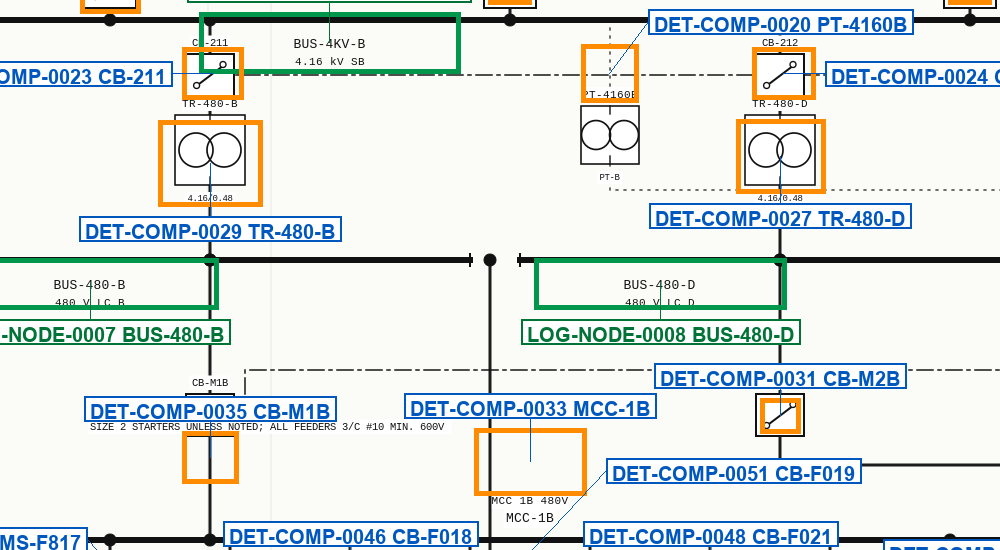 DET-COMP-0020 PT-4160B
CB-211
BUS-4KV-B
4.16 kV SB
CB-212
OMP-0023 CB-211
DET-COMP-0024 C
TR-480-B
PT-4160B
TR-480-D
PT-B
4.16/0.48
4.16/0.48
DET-COMP-0029 TR-480-B
DET-COMP-0027 TR-480-D
BUS-480-B
480 V LC B
BUS-480-D
480 V LC D
-NODE-0007 BUS-480-B
LOG-NODE-0008 BUS-480-D
CB-M1B
DET-COMP-0031 CB-M2B
DET-COMP-0035 CB-M1B
DET-COMP-0033 MCC-1B
SIZE 2 STARTERS UNLESS NOTED; ALL FEEDERS 3/C #10 MIN. 600V
DET-COMP-0051 CB-F019
MCC 1B 480V
MCC-1B
MS-F817
DET-COMP-0046 CB-F018
DET-COMP-0048 CB-F021